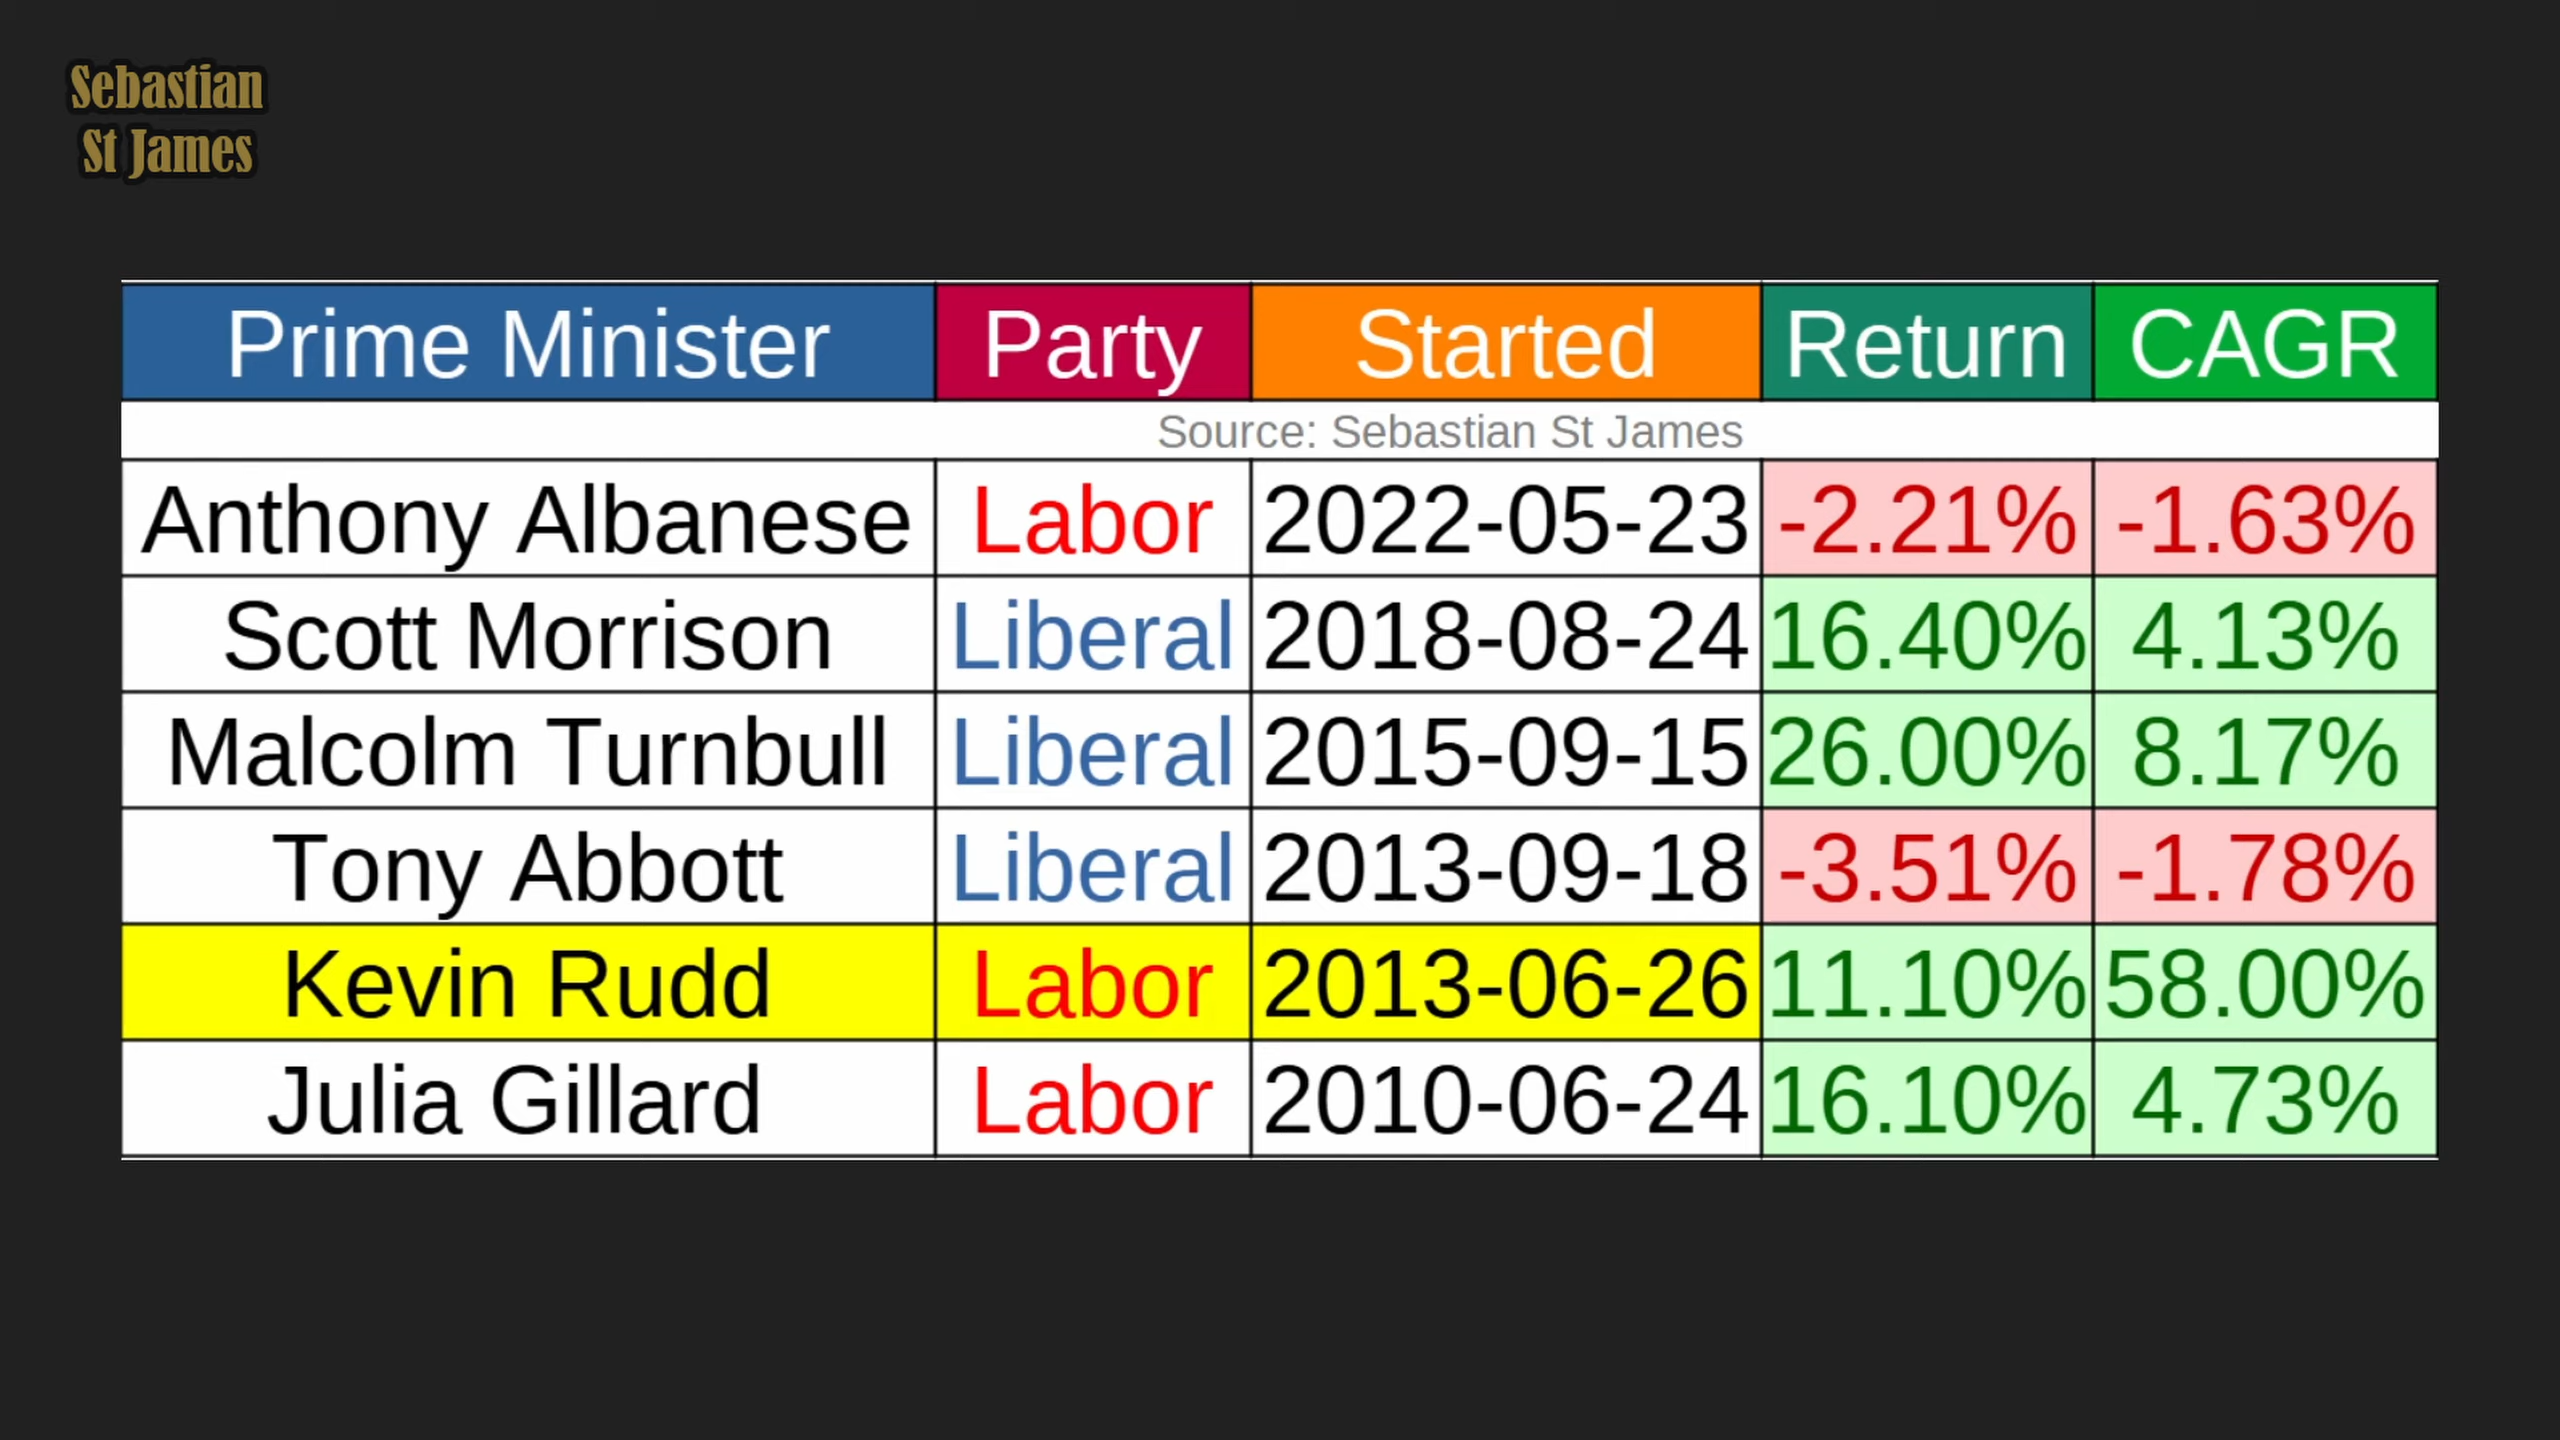 Sebastian
St James
Prime Minister Party Started Return CAGR
Source: Sebastian St James
Anthony Albanese Labor 2022-05-23 -2.21% -1.63%
Scott Morrison Liberal 2018-08-24 16.40% 4.13%
Malcolm Turnbull Liberal 2015-09-15 26.00% 8.17%
Tony Abbott Liberal 2013-09-18 -3.51% -1.78%
Kevin Rudd Labor 2013-06-26 11.10% 58.00%
Julia Gillard Labor 2010-06-24 16.10% 4.73%